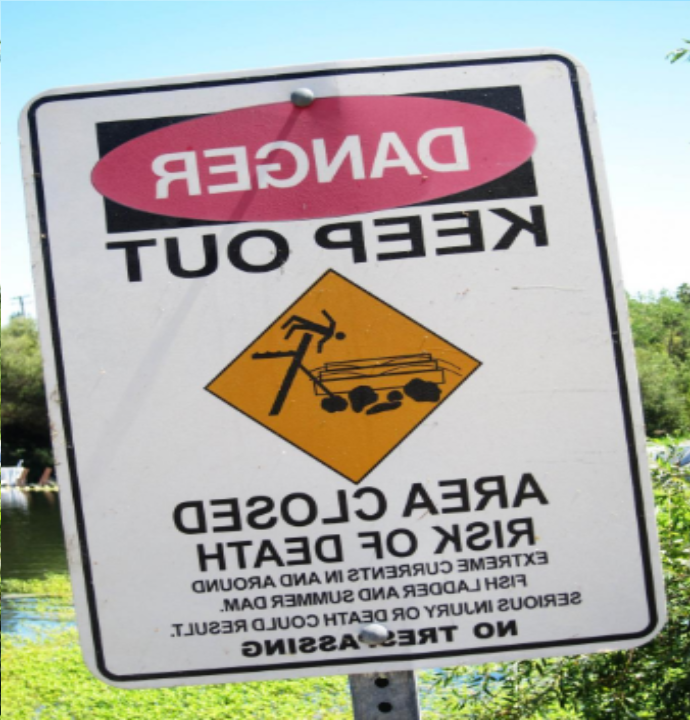 DANGER
KEEP OUT
AREA CLOSED
RISK OF DEATH
EXTREME CURRENTS IN AND AROUND
FISH LADDER AND SUMMER DAM.
SERIOUS INJURY OR DEATH COULD RESULT.
NO TRESPASSING